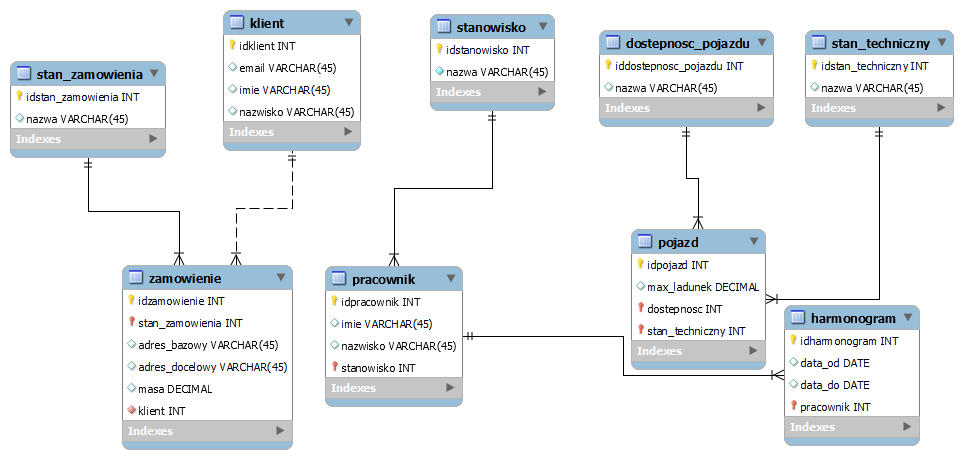 stan_zamowienia
idstan_zamowienia INT
nazwa VARCHAR(45)
Indexes
klient
idklient INT
email VARCHAR(45)
imie VARCHAR(45)
nazwisko VARCHAR(45)
Indexes
stanowisko
idstanowisko INT
nazwa VARCHAR(45)
Indexes
dostepnosc_pojazdu
iddostepnosc_pojazdu INT
nazwa VARCHAR(45)
Indexes
stan_techniczny
idstan_techniczny INT
nazwa VARCHAR(45)
Indexes
zamowienie
idzamowienie INT
stan_zamowienia INT
adres_bazowy VARCHAR(45)
adres_docelowy VARCHAR(45)
masa DECIMAL
klient INT
Indexes
pracownik
idpracownik INT
imie VARCHAR(45)
nazwisko VARCHAR(45)
stanowisko INT
Indexes
pojazd
idpojazd INT
max_ladunek DECIMAL
dostepnosc INT
stan_techniczny INT
Indexes
harmonogram
idharmonogram INT
data_od DATE
data_do DATE
pracownik INT
Indexes